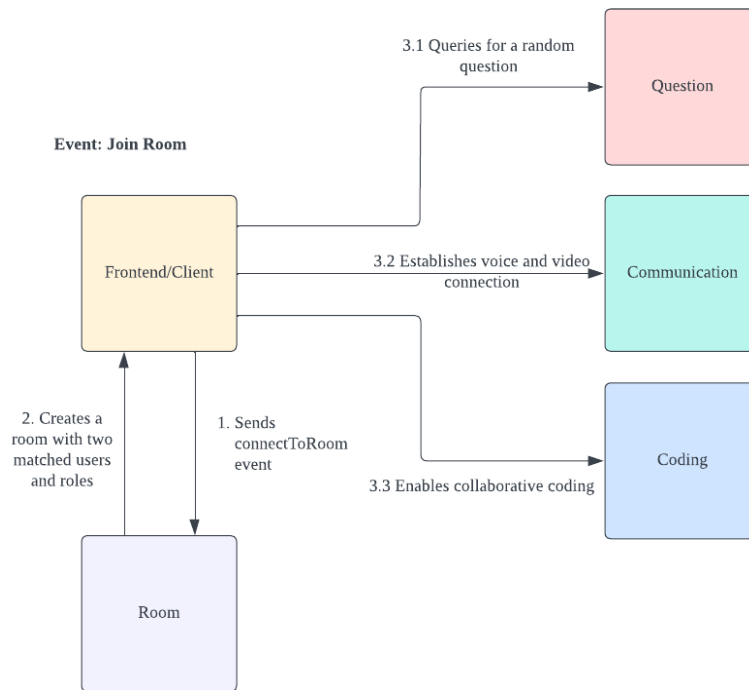 3.1 Queries for a random
question
Question
Event: Join Room
Frontend/Client
3.2 Establishes voice and video
connection
Communication
2. Creates a
room with two
matched users
and roles
1. Sends
connectToRoom
event
Coding
3.3 Enables collaborative coding
Room